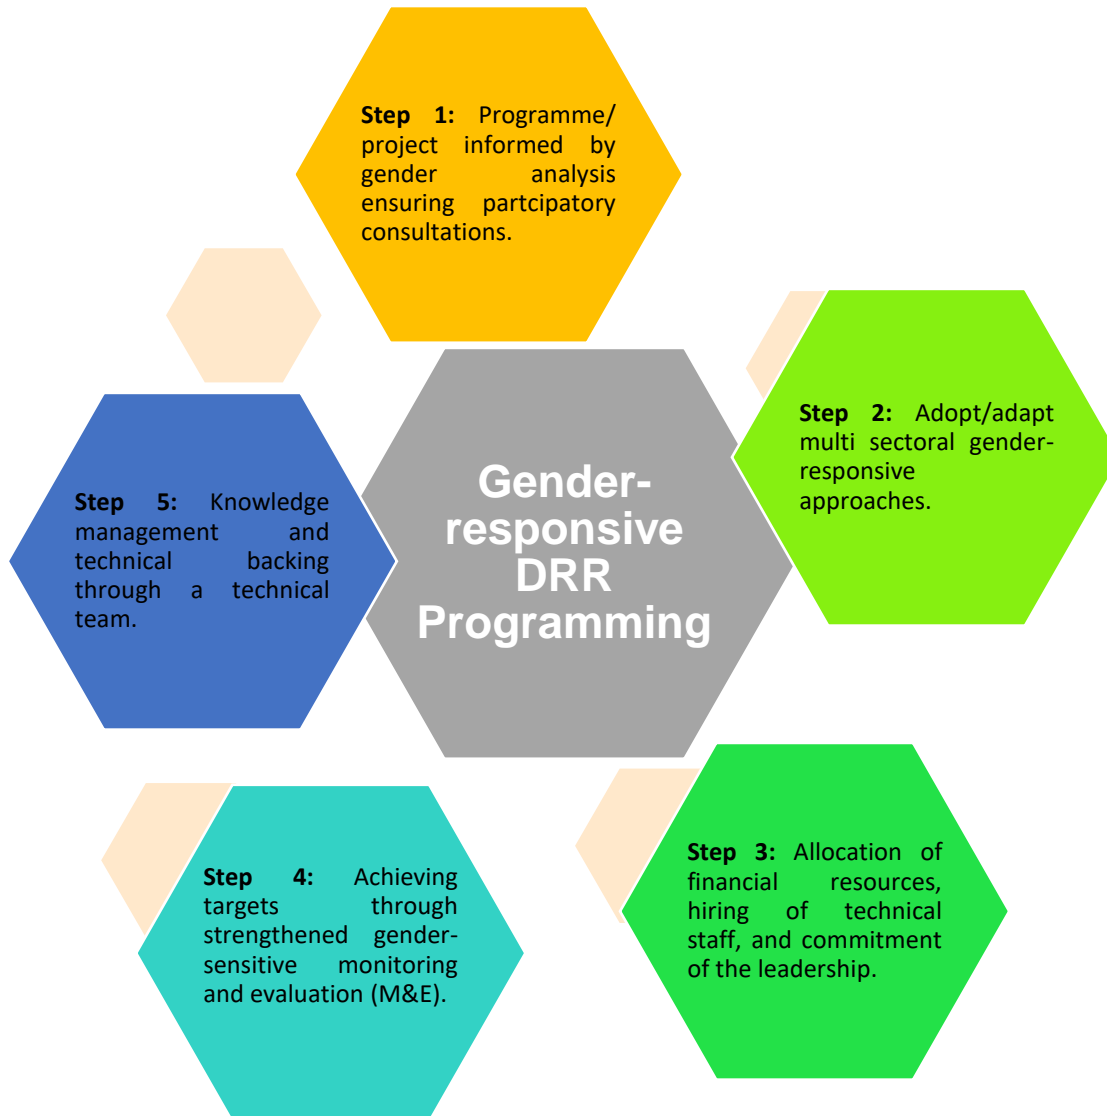 Step 1: Programme/
project informed by
gender analysis
ensuring partcipatory
consultations.
Step 2: Adopt/adapt
multi sectoral gender-
responsive
approaches.
Gender-
responsive
DRR
Programming
Step 5: Knowledge
management and
technical backing
through a technical
team.
Step 3: Allocation of
financial resources,
hiring of technical
staff, and commitment
of the leadership.
Step 4: Achieving
targets through
strengthened gender-
sensitive monitoring
and evaluation (M&E).